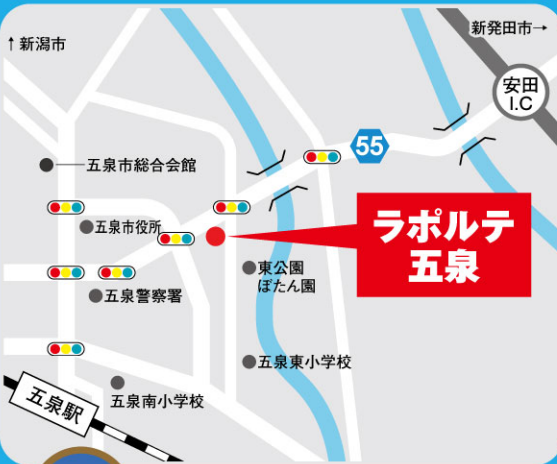 ↑新潟市
新発田市→
安田
I.C
55
五泉市総合会館
五泉市役所
ラポルテ
五泉
東公園
ぼたん園
五泉警察署
五泉東小学校
五泉南小学校
五泉駅